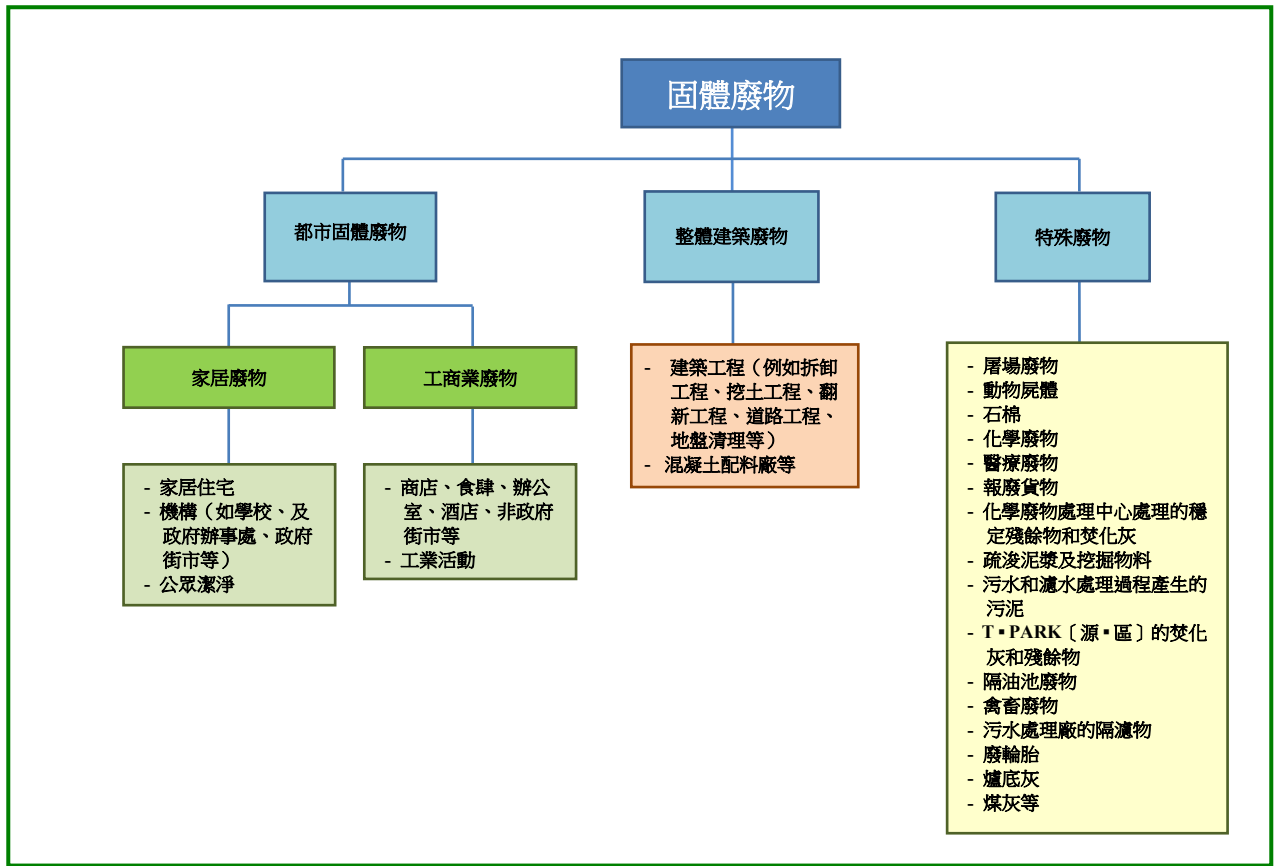 固體廢物
都市固體廢物
整體建築廢物
特殊廢物
家居廢物
工商業廢物
- 家居住宅
- 機構（如學校、及
政府辦事處、政府
街市等）
- 公眾潔淨
- 商店、食肆、辦公
室、酒店、非政府
街市等
- 工業活動
- 建築工程（例如拆卸
工程、挖土工程、翻
新工程、道路工程、
地盤清理等）
- 混凝土配料廠等
- 屠場廢物
- 動物屍體
- 石棉
- 化學廢物
- 醫療廢物
- 報廢貨物
- 化學廢物處理中心處理的穩
定殘餘物和焚化灰
- 疏浚泥漿及挖掘物料
- 污水和濾水處理過程產生的
污泥
- T▪PARK〔源▪區〕的焚化
灰和殘餘物
- 隔油池廢物
- 禽畜廢物
- 污水處理廠的隔濾物
- 廢輪胎
- 爐底灰
- 煤灰等